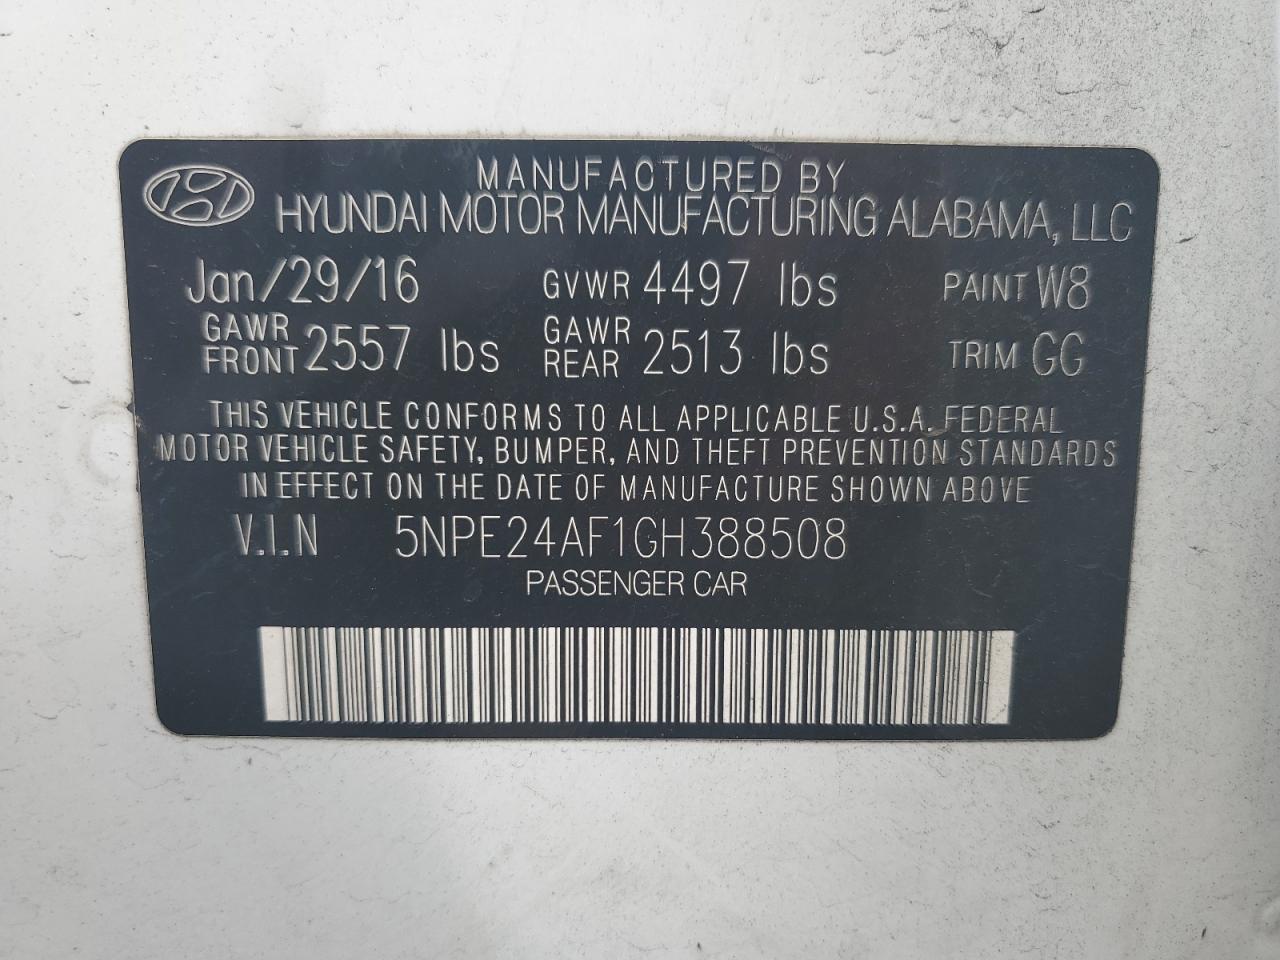 MANUFACTURED BY
HYUNDAI MOTOR MANUFACTURING ALABAMA, LLC
Jan/29/16 GVWR 4497 lbs PAINT W8
GAWR FRONT 2557 lbs GAWR REAR 2513 lbs TRIM GG
THIS VEHICLE CONFORMS TO ALL APPLICABLE U.S.A. FEDERAL
MOTOR VEHICLE SAFETY, BUMPER, AND THEFT PREVENTION STANDARDS
IN EFFECT ON THE DATE OF MANUFACTURE SHOWN ABOVE
V.I.N 5NPE24AF1GH388508
PASSENGER CAR